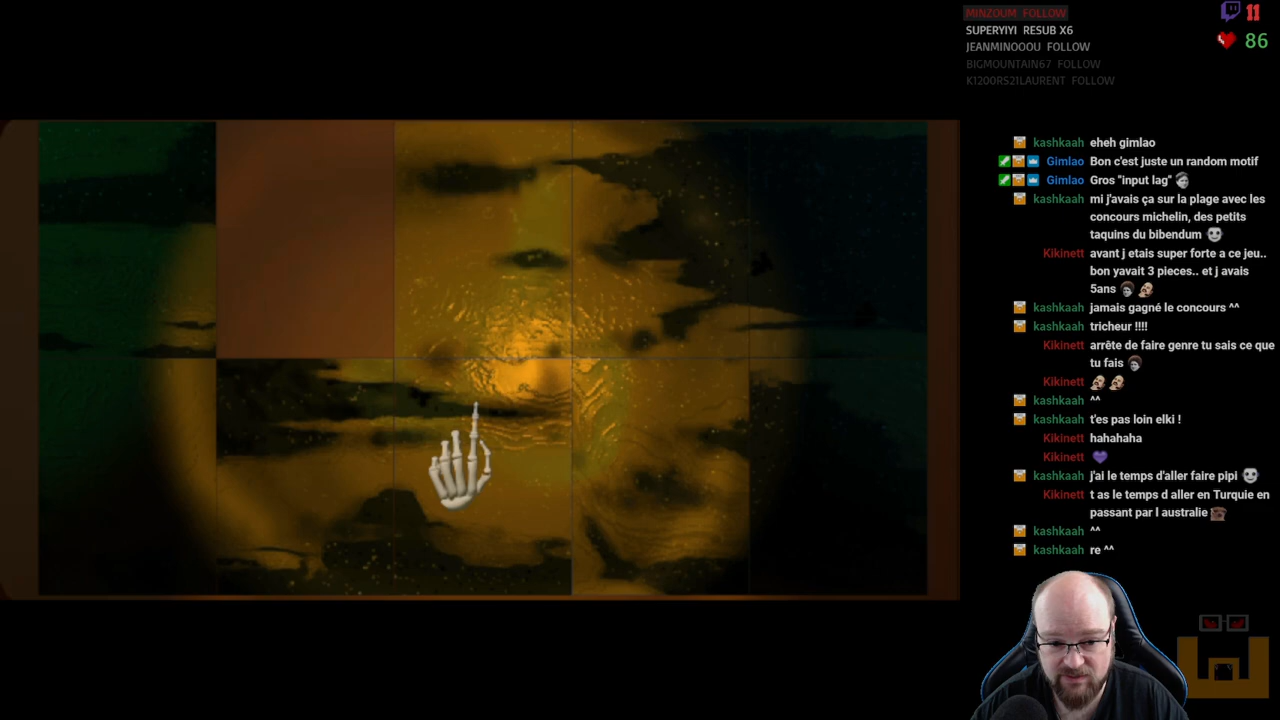 MINZOUM FOLLOW
SUPERYIYI RESUB X6
JEANMINOOOU FOLLOW
BIGMOUNTAIN67 FOLLOW
K1200RS21LAURENT FOLLOW
11
86
kashkaah eheh gimlao
Gimlao Bon c'est juste un random motif
Gimlao Gros "input lag"
kashkaah mi j'avais ça sur la plage avec les
concours michelin, des petits
taquins du bibendum
Kikinett avant j etais super forte a ce jeu..
bon yavait 3 pieces.. et j avais
5ans
kashkaah jamais gagné le concours ^^
kashkaah tricheur !!!!
Kikinett arrête de faire genre tu sais ce que
tu fais
Kikinett
kashkaah ^^
kashkaah t'es pas loin elki !
Kikinett hahahaha
Kikinett
kashkaah j'ai le temps d'aller faire pipi
Kikinett t as le temps d aller en Turquie en
passant par l australie
kashkaah ^^
kashkaah re ^^